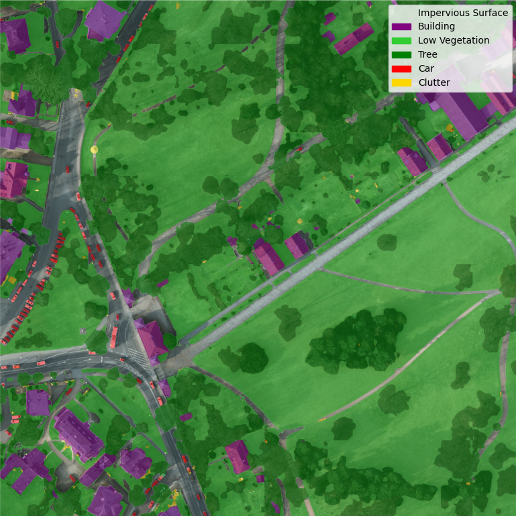 Impervious Surface
Building
Low Vegetation
Tree
Car
Clutter